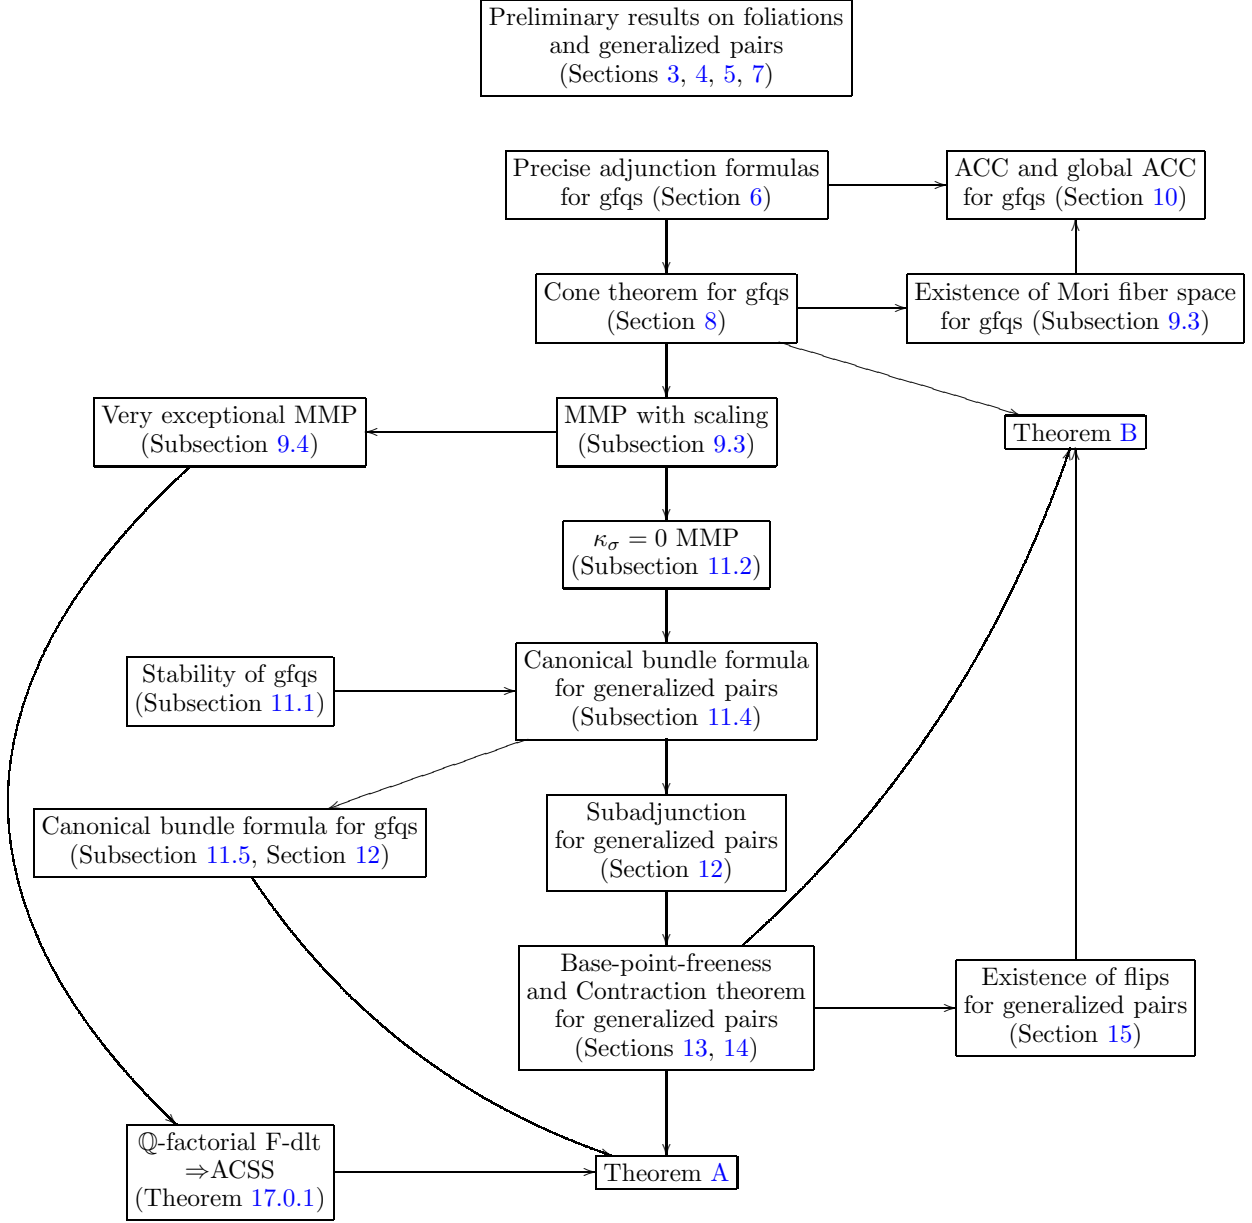 Preliminary results on foliations
and generalized pairs
(Sections 3, 4, 5, 7)
Precise adjunction formulas
for gfqs (Section 6)
ACC and global ACC
for gfqs (Section 10)
Cone theorem for gfqs
(Section 8)
Existence of Mori fiber space
for gfqs (Subsection 9.3)
Very exceptional MMP
(Subsection 9.4)
MMP with scaling
(Subsection 9.3)
Theorem B
κσ = 0 MMP
(Subsection 11.2)
Stability of gfqs
(Subsection 11.1)
Canonical bundle formula
for generalized pairs
(Subsection 11.4)
Canonical bundle formula for gfqs
(Subsection 11.5, Section 12)
Subadjunction
for generalized pairs
(Section 12)
Base-point-freeness
and Contraction theorem
for generalized pairs
(Sections 13, 14)
Existence of flips
for generalized pairs
(Section 15)
ℚ-factorial F-dlt
⇒ACSS
(Theorem 17.0.1)
Theorem A